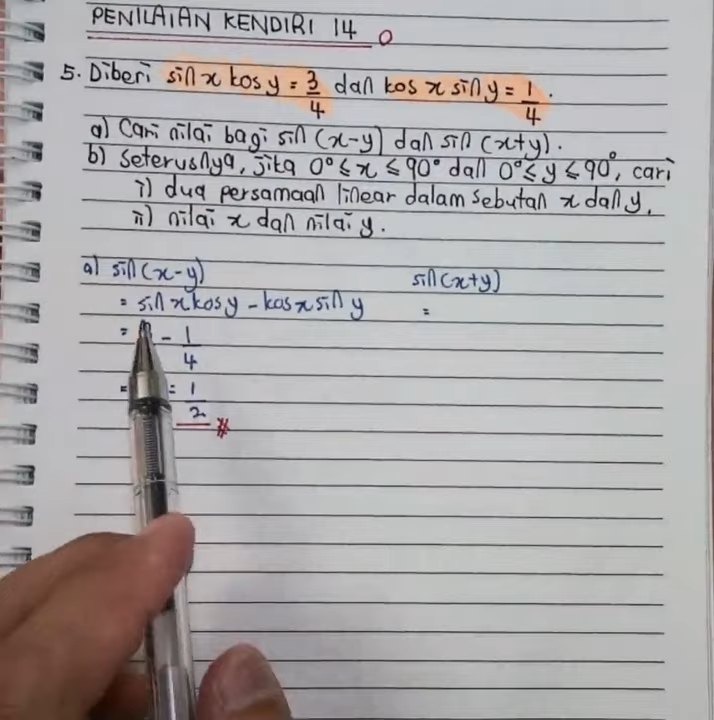 PENILAIAN KENDIRI 14
5. Diberi sin x kos y = 3/4 dan kos x sin y = 1/4.
a) Cari nilai bagi sin (x-y) dan sin (x+y).
b) Seterusnya, jika 0° ≤ x ≤ 90° dan 0° ≤ y ≤ 90°, cari
i) dua persamaan linear dalam sebutan x dan y.
ii) nilai x dan nilai y.
a) sin(x-y)
= sin x kos y - kos x sin y
= - 1/4
= = 1/2 #
sin(x+y)
=